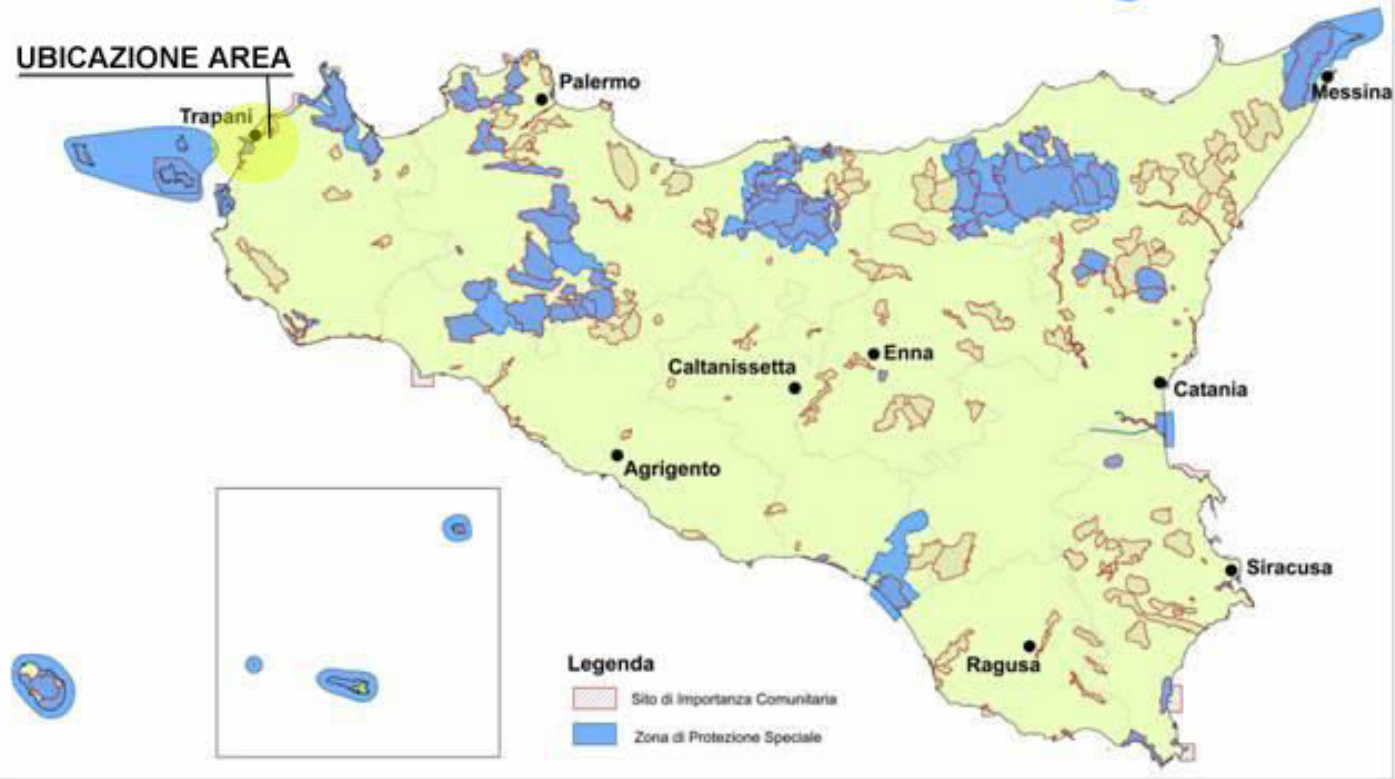 UBICAZIONE AREA
Palermo
Messina
Trapani
Enna
Caltanissetta
Catania
Agrigento
Siracusa
Ragusa
Legenda
Sito di Importanza Comunitaria
Zona di Protezione Speciale